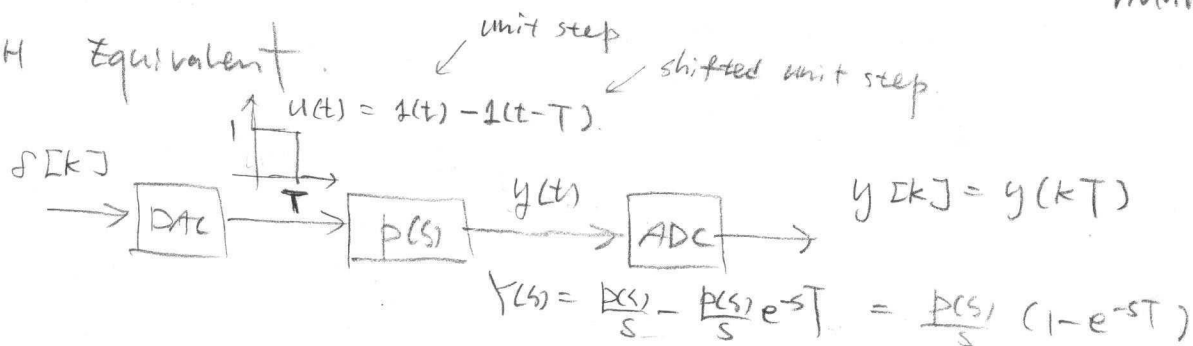 H Equivalent.
unit step
shifted unit step.
u(t) = 1(t) - 1(t-T).
1
δ[k]
T
DAC
p(s)
y(t)
ADC
y[k] = y(kT)
Y(s) = p(s)/s - p(s)/s e^-sT = p(s)/s (1-e^-sT)